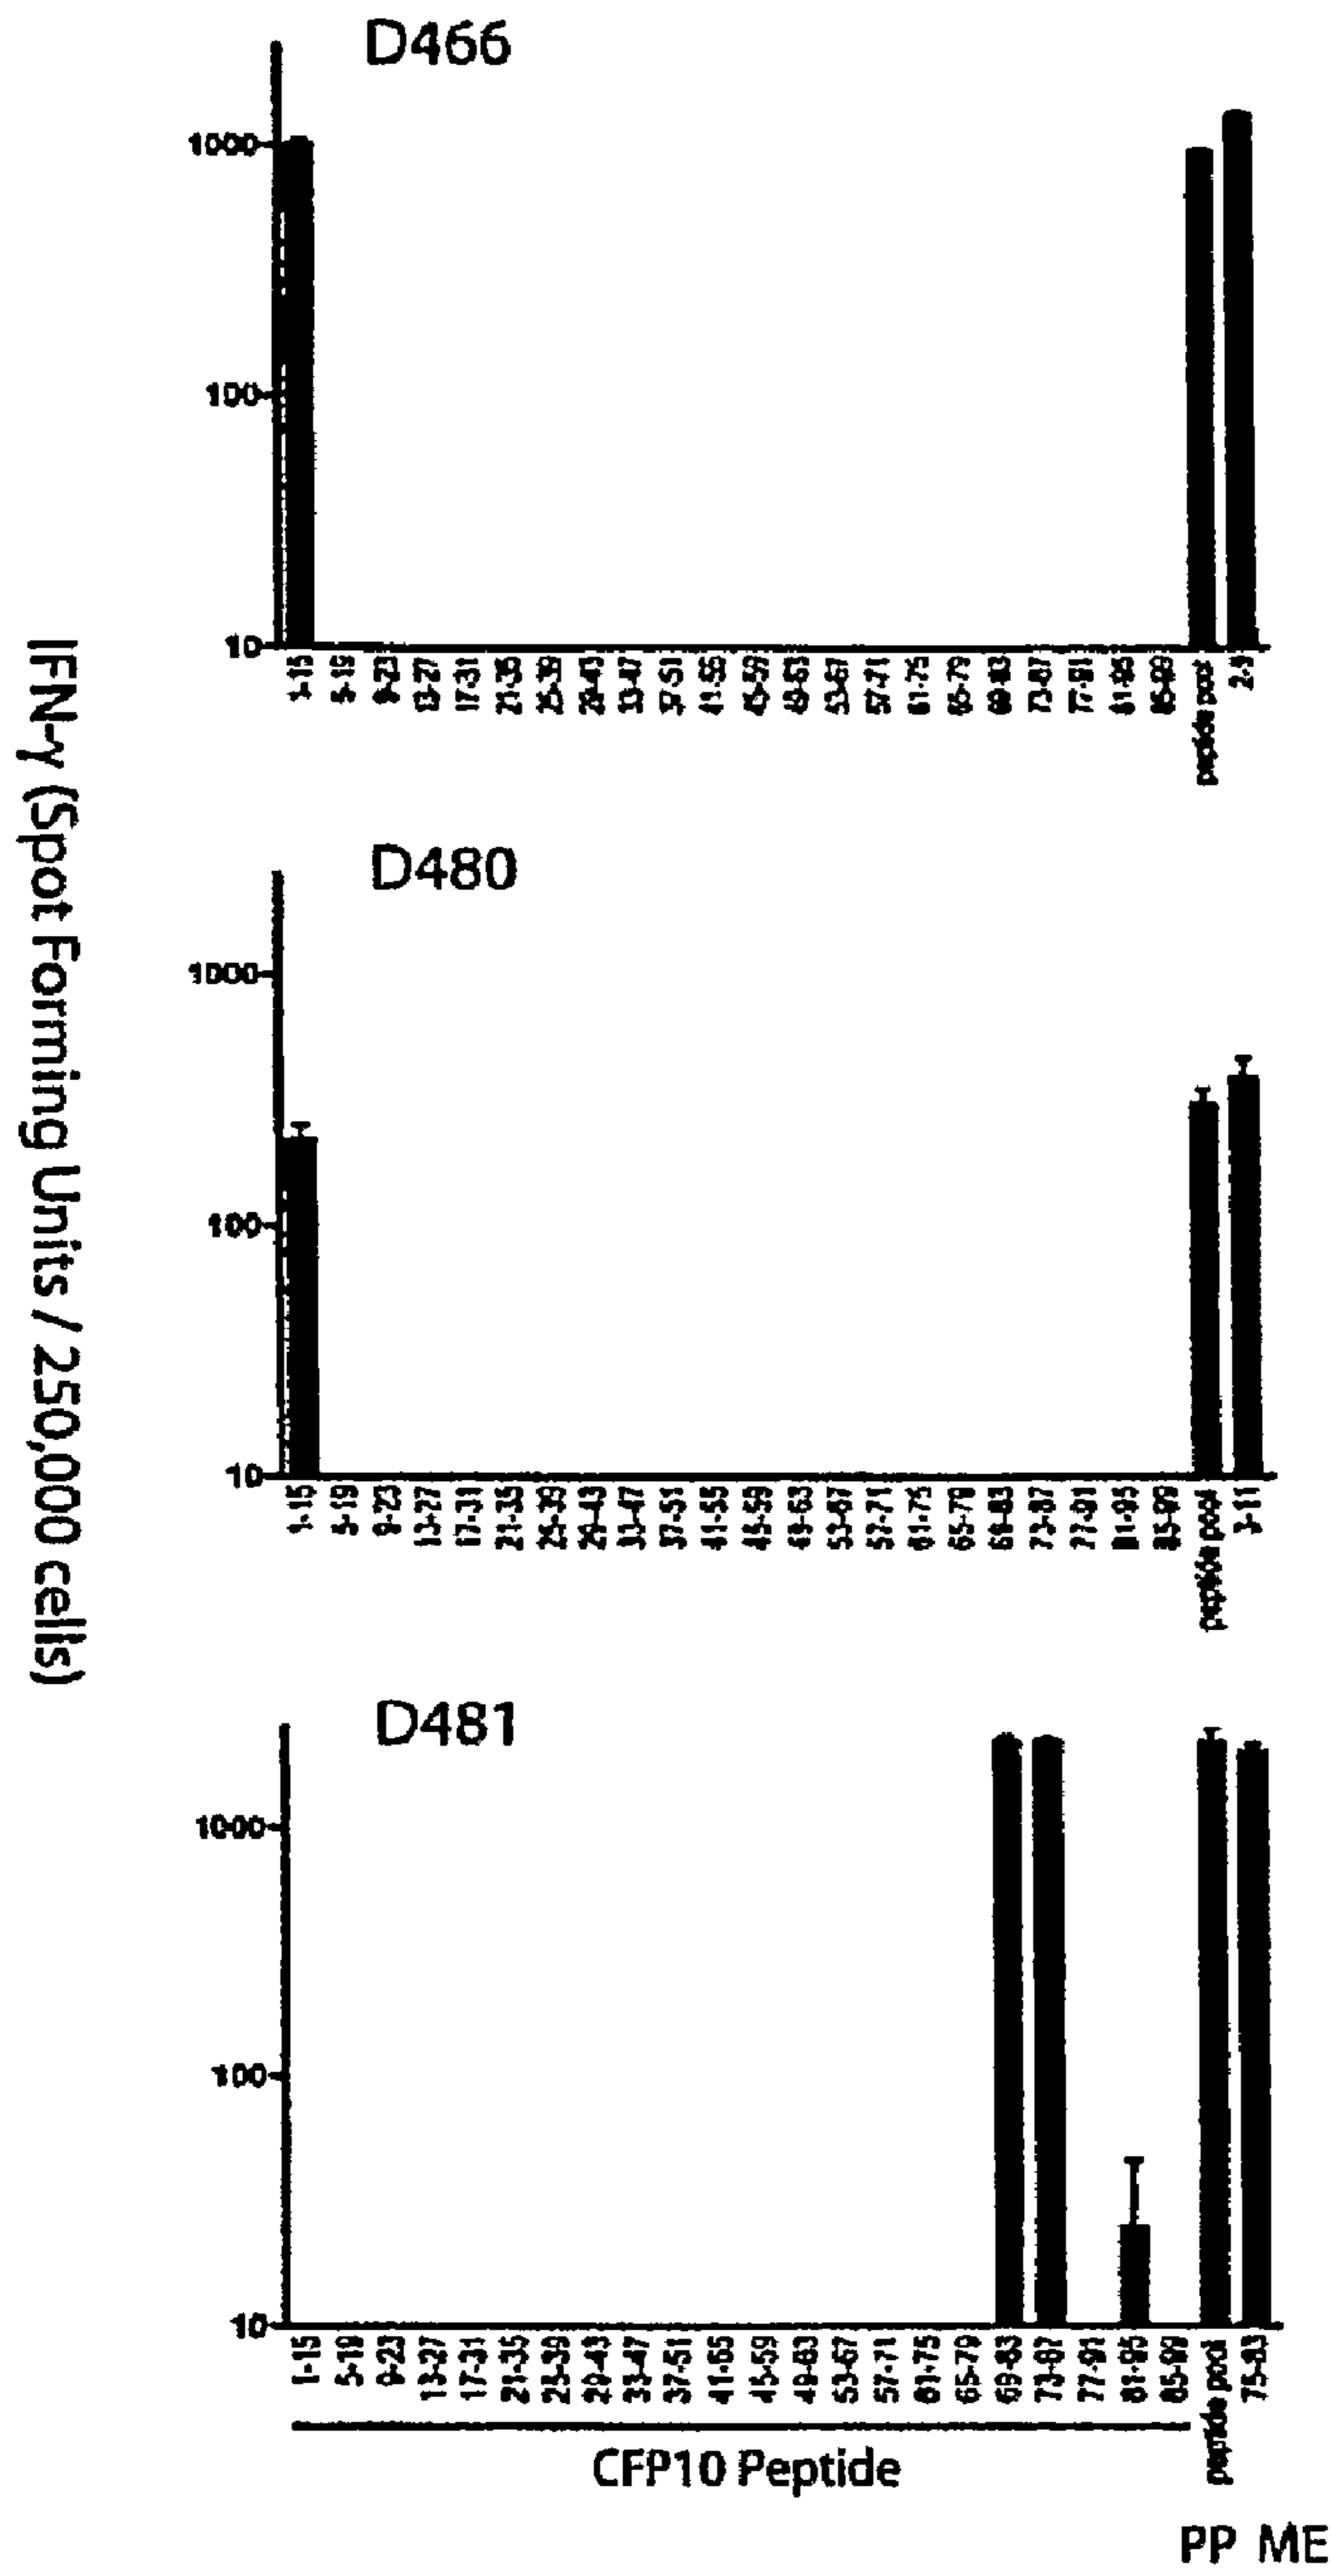 D466
1000
100
10
1-15 5-19 9-23 13-27 17-31 21-35 25-39 29-43 33-47 37-51 41-55 45-59 49-63 53-67 57-71 61-75 65-79 69-83 73-87 77-91 81-95 85-99 peptide pool 2-9
IFN-γ (Spot Forming Units / 250,000 cells)
D480
1000
100
10
1-15 5-19 9-23 13-27 17-31 21-35 25-39 29-43 33-47 37-51 41-55 45-59 49-63 53-67 57-71 61-75 65-79 69-83 73-87 77-91 81-95 85-99 peptide pool 3-11
D481
1000
100
10
1-15 5-19 9-23 13-27 17-31 21-35 25-39 29-43 33-47 37-51 41-55 45-59 49-63 53-67 57-71 61-75 65-79 69-83 73-87 77-91 81-95 85-99 peptide pool 75-83
CFP10 Peptide
PP ME